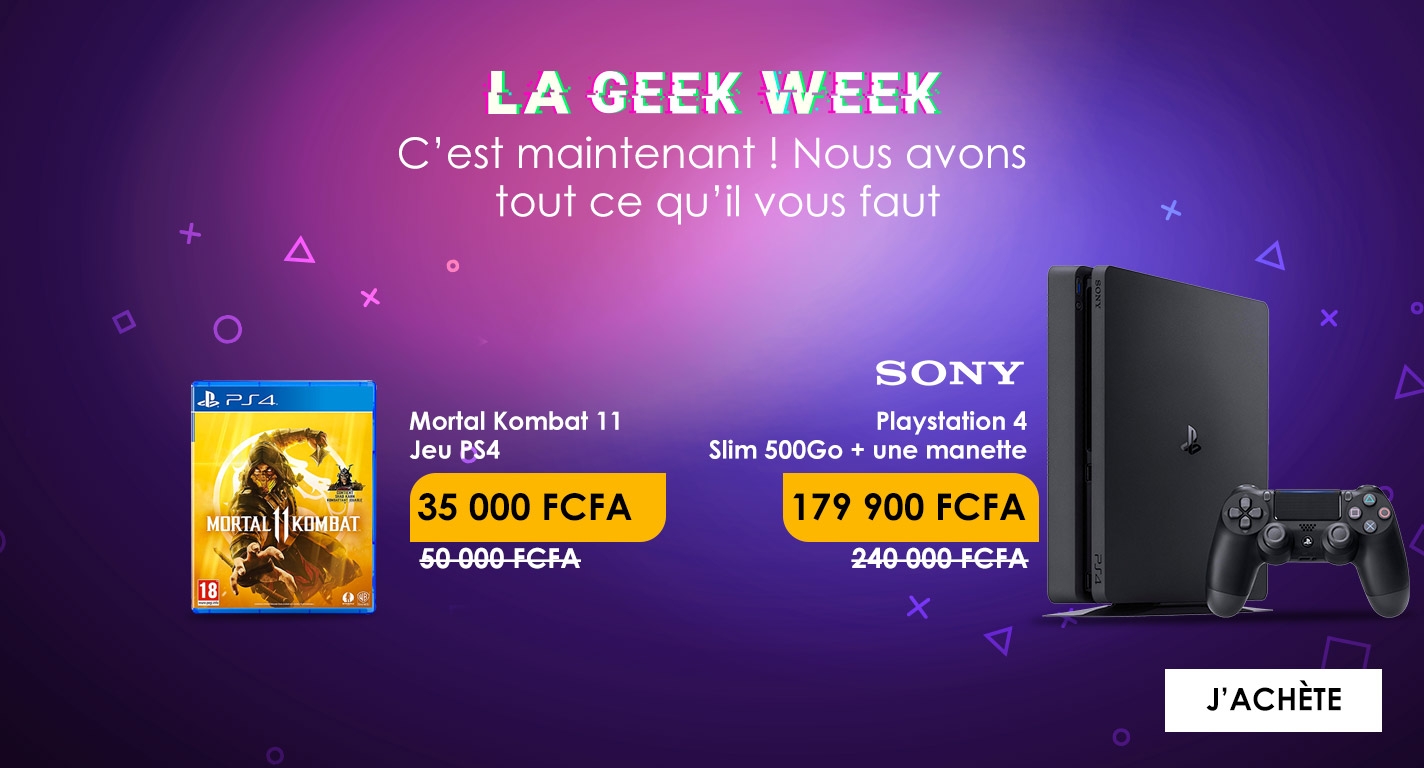 LA GEEK WEEK
C’est maintenant ! Nous avons
tout ce qu’il vous faut
SONY
Playstation 4
Slim 500Go + une manette
179 900 FCFA
240 000 FCFA
Mortal Kombat 11
Jeu PS4
35 000 FCFA
50 000 FCFA
PS4
MORTAL 11 KOMBAT
18
SONY
PS4
J’ACHÈTE